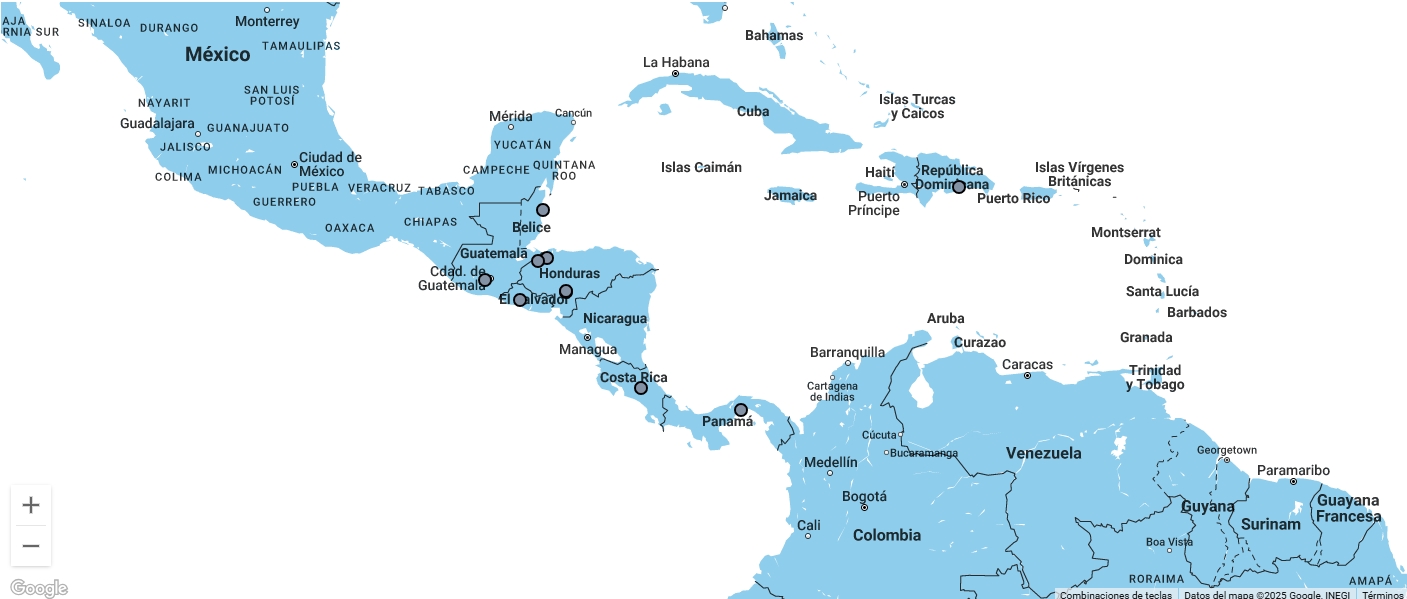 AJA
RNIA SUR
SINALOA
DURANGO
Monterrey
México
TAMAULIPAS
Bahamas
La Habana
SAN LUIS
POTOSÍ
NAYARIT
Guadalajara
GUANAJUATO
JALISCO
Mérida
Cancún
Cuba
Islas Turcas
y Caicos
YUCATÁN
Ciudad de
México
MICHOACÁN
COLIMA
PUEBLA
VERACRUZ
TABASCO
CAMPECHE
QUINTANA
ROO
Islas Caimán
Haití
República
Dominicana
Islas Vírgenes
Británicas
GUERRERO
Jamaica
Puerto
Príncipe
Puerto Rico
OAXACA
CHIAPAS
Belice
Montserrat
Guatemala
Dominica
Cdad. de
Guatemala
Honduras
El Salvador
Santa Lucía
Barbados
Nicaragua
Aruba
Managua
Curazao
Granada
Barranquilla
Caracas
Costa Rica
Cartagena
de Indias
Trinidad
y Tobago
Panamá
Cúcuta
Bucaramanga
Medellín
Venezuela
Georgetown
Paramaribo
Bogotá
Guyana
Surinam
Guayana
Francesa
Cali
Colombia
Boa Vista
RORAIMA
AMAPÁ
+
−
Google
Combinaciones de teclas
Datos del mapa ©2025 Google, INEGI
Términos